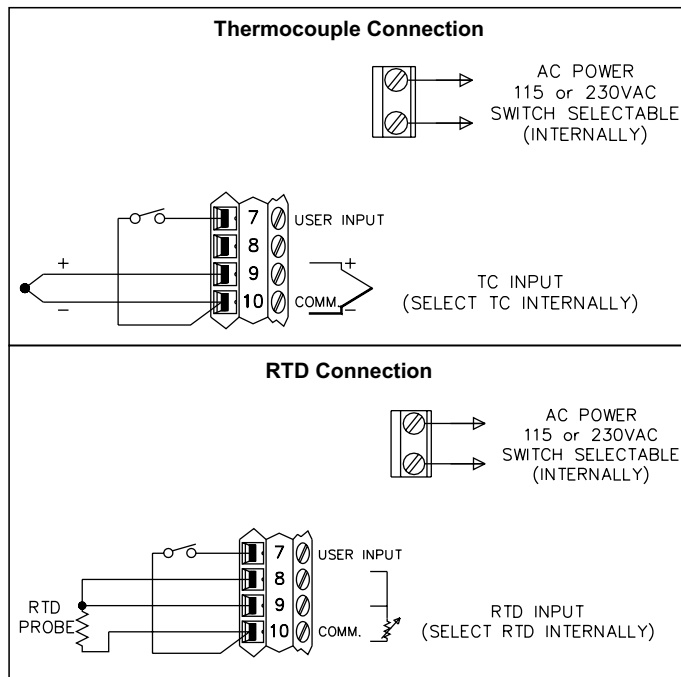 Thermocouple Connection
AC POWER
115 or 230VAC
SWITCH SELECTABLE
(INTERNALLY)
7 USER INPUT
8
+ 9 +
TC INPUT
− 10 COMM. −
(SELECT TC INTERNALLY)
RTD Connection
AC POWER
115 or 230VAC
SWITCH SELECTABLE
(INTERNALLY)
7 USER INPUT
8
9
RTD
PROBE
10 COMM.
RTD INPUT
(SELECT RTD INTERNALLY)